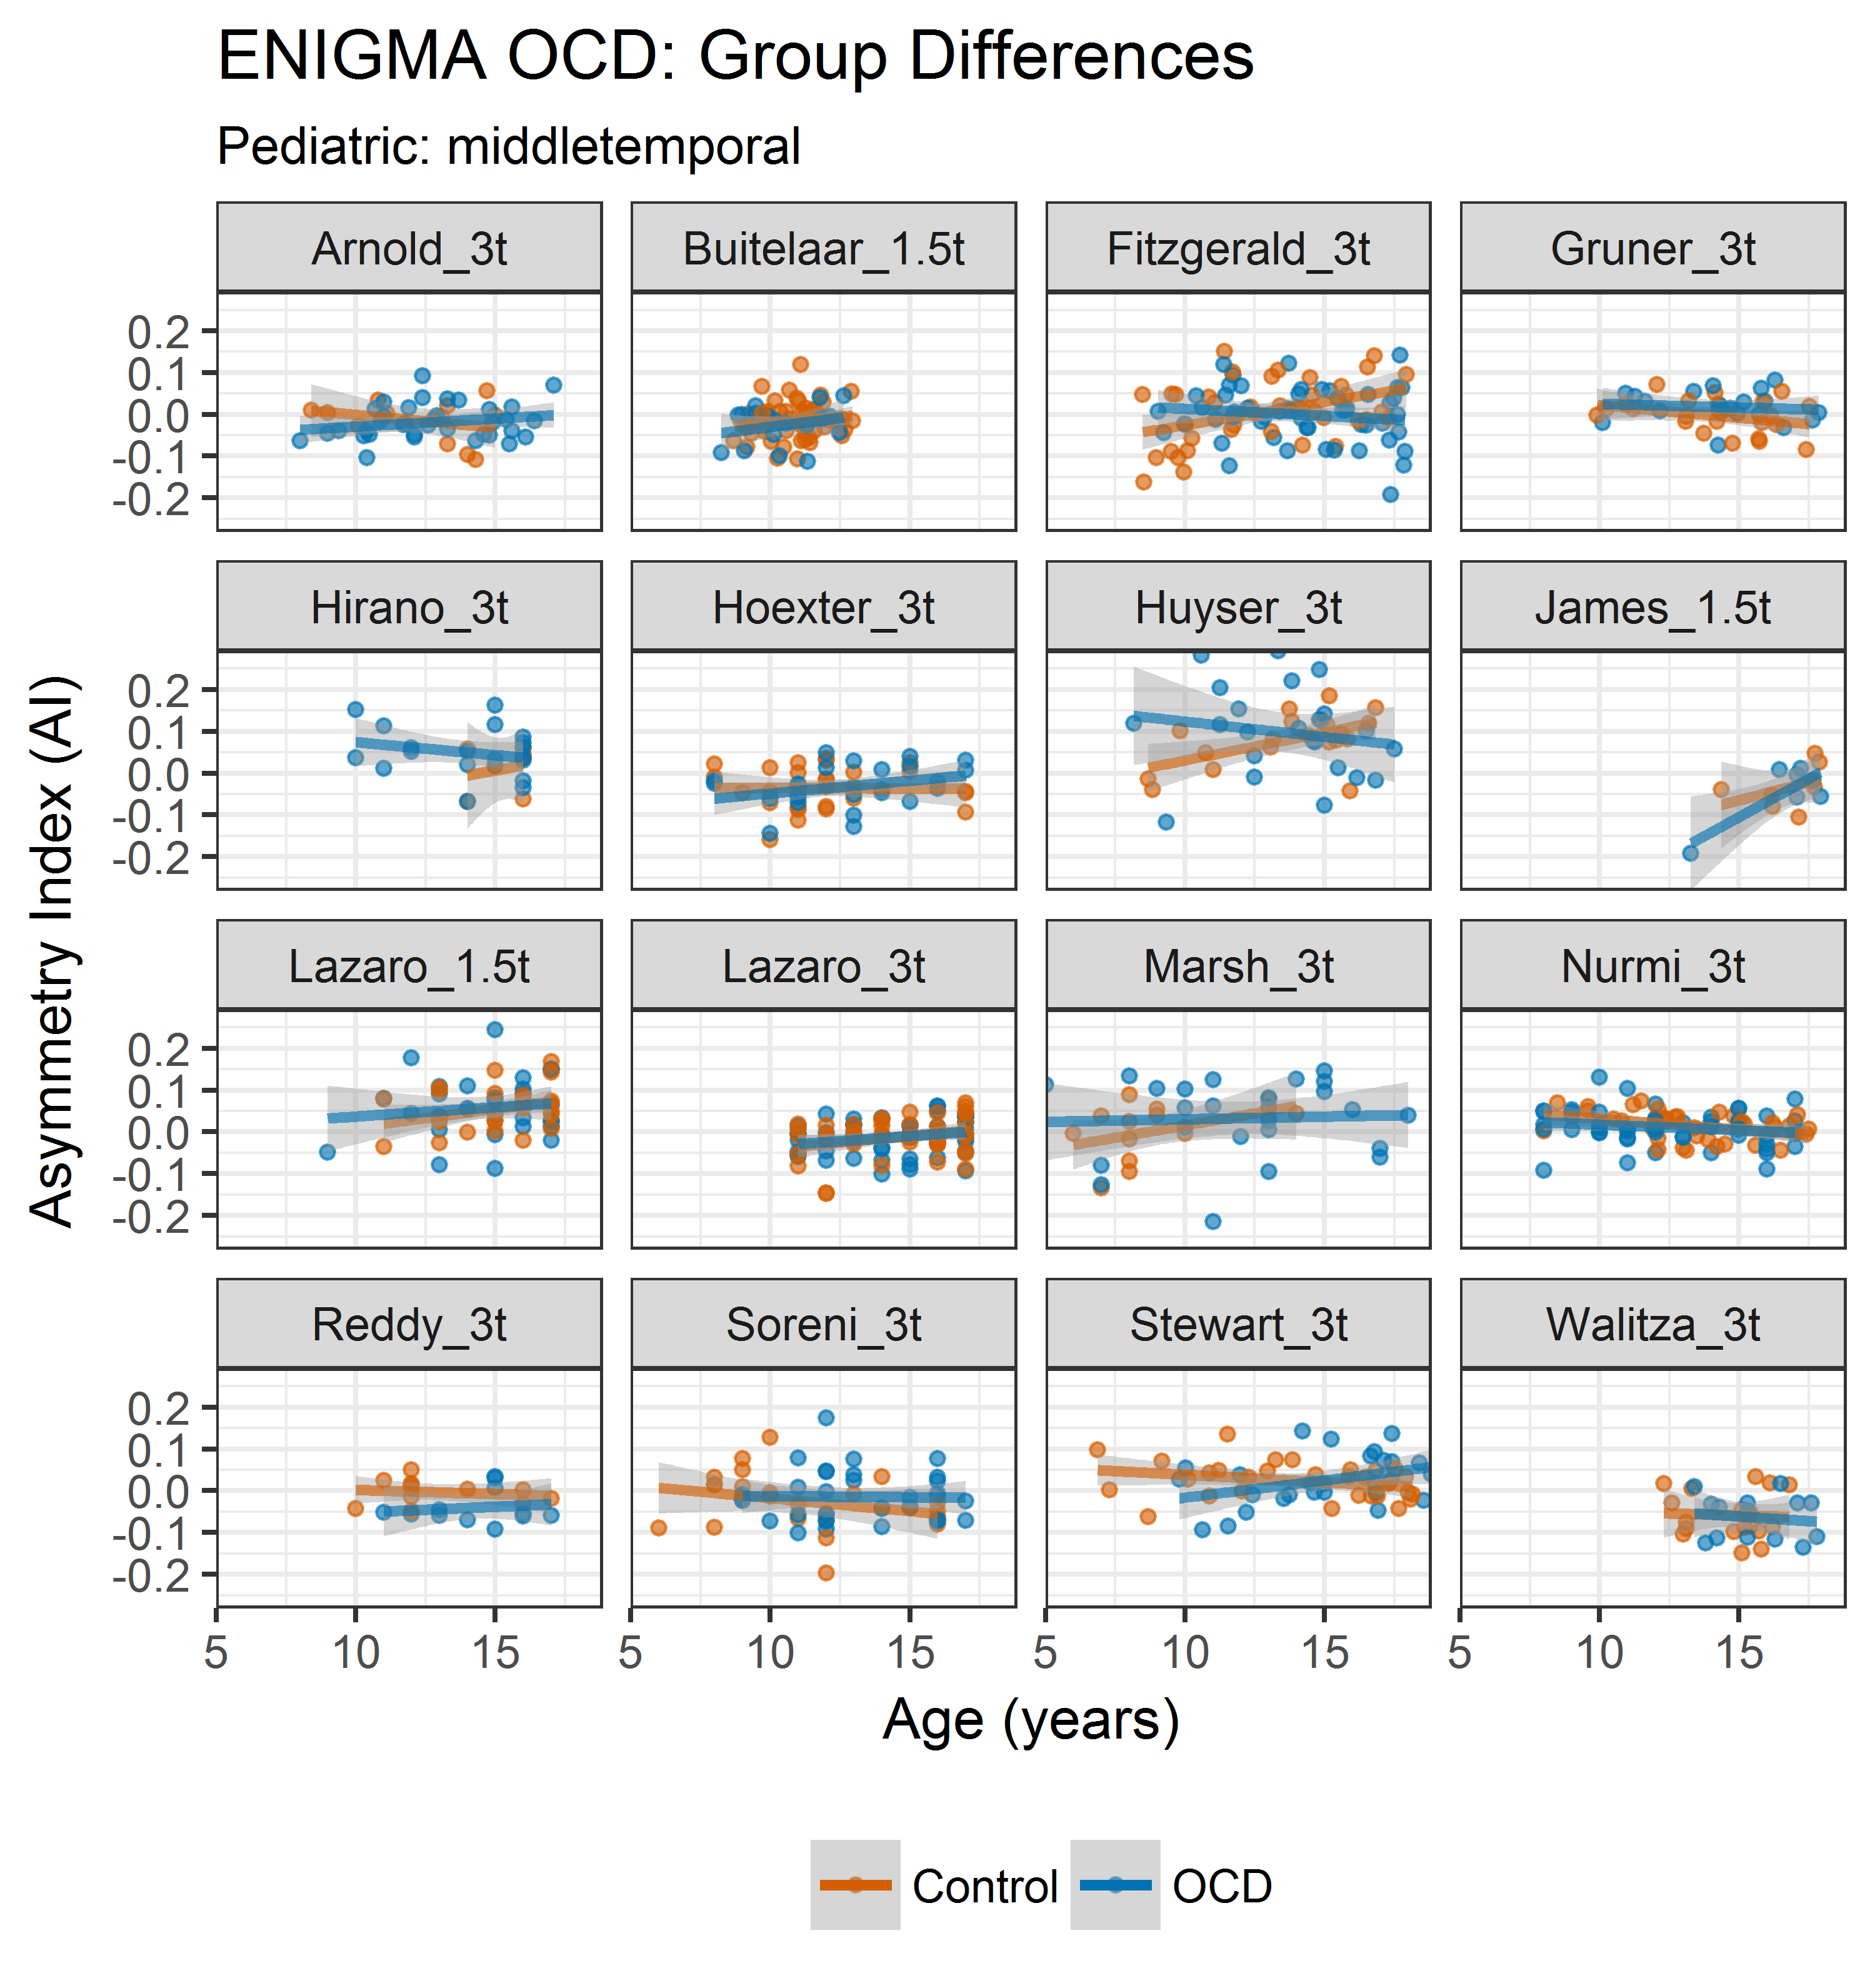 ENIGMA OCD: Group Differences
Pediatric: middletemporal
Arnold_3t Buitelaar_1.5t Fitzgerald_3t Gruner_3t
0.2
0.1
0.0
-0.1
-0.2
Hirano_3t Hoexter_3t Huyser_3t James_1.5t
0.2
0.1
0.0
-0.1
-0.2
Lazaro_1.5t Lazaro_3t Marsh_3t Nurmi_3t
0.2
0.1
0.0
-0.1
-0.2
Reddy_3t Soreni_3t Stewart_3t Walitza_3t
0.2
0.1
0.0
-0.1
-0.2
5 10 15 5 10 15 5 10 15 5 10 15
Asymmetry Index (AI)
Age (years)
Control OCD